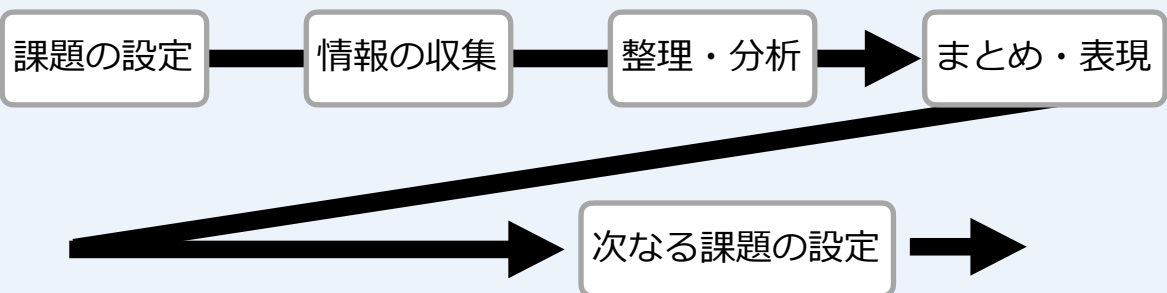 課題の設定
情報の収集
整理・分析
まとめ・表現
次なる課題の設定